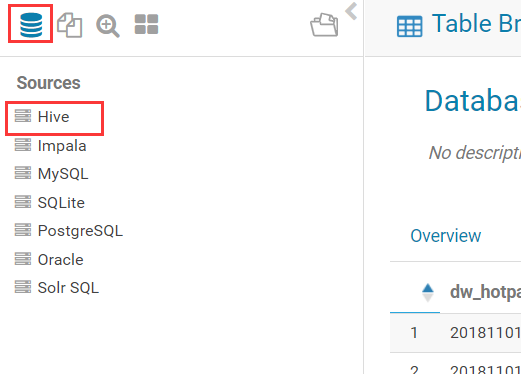 Sources
Hive
Impala
MySQL
SQLite
PostgreSQL
Oracle
Solr SQL
Table Br
Databa
No descripti
Overview
dw_hotpa
1 20181101
2 20181101